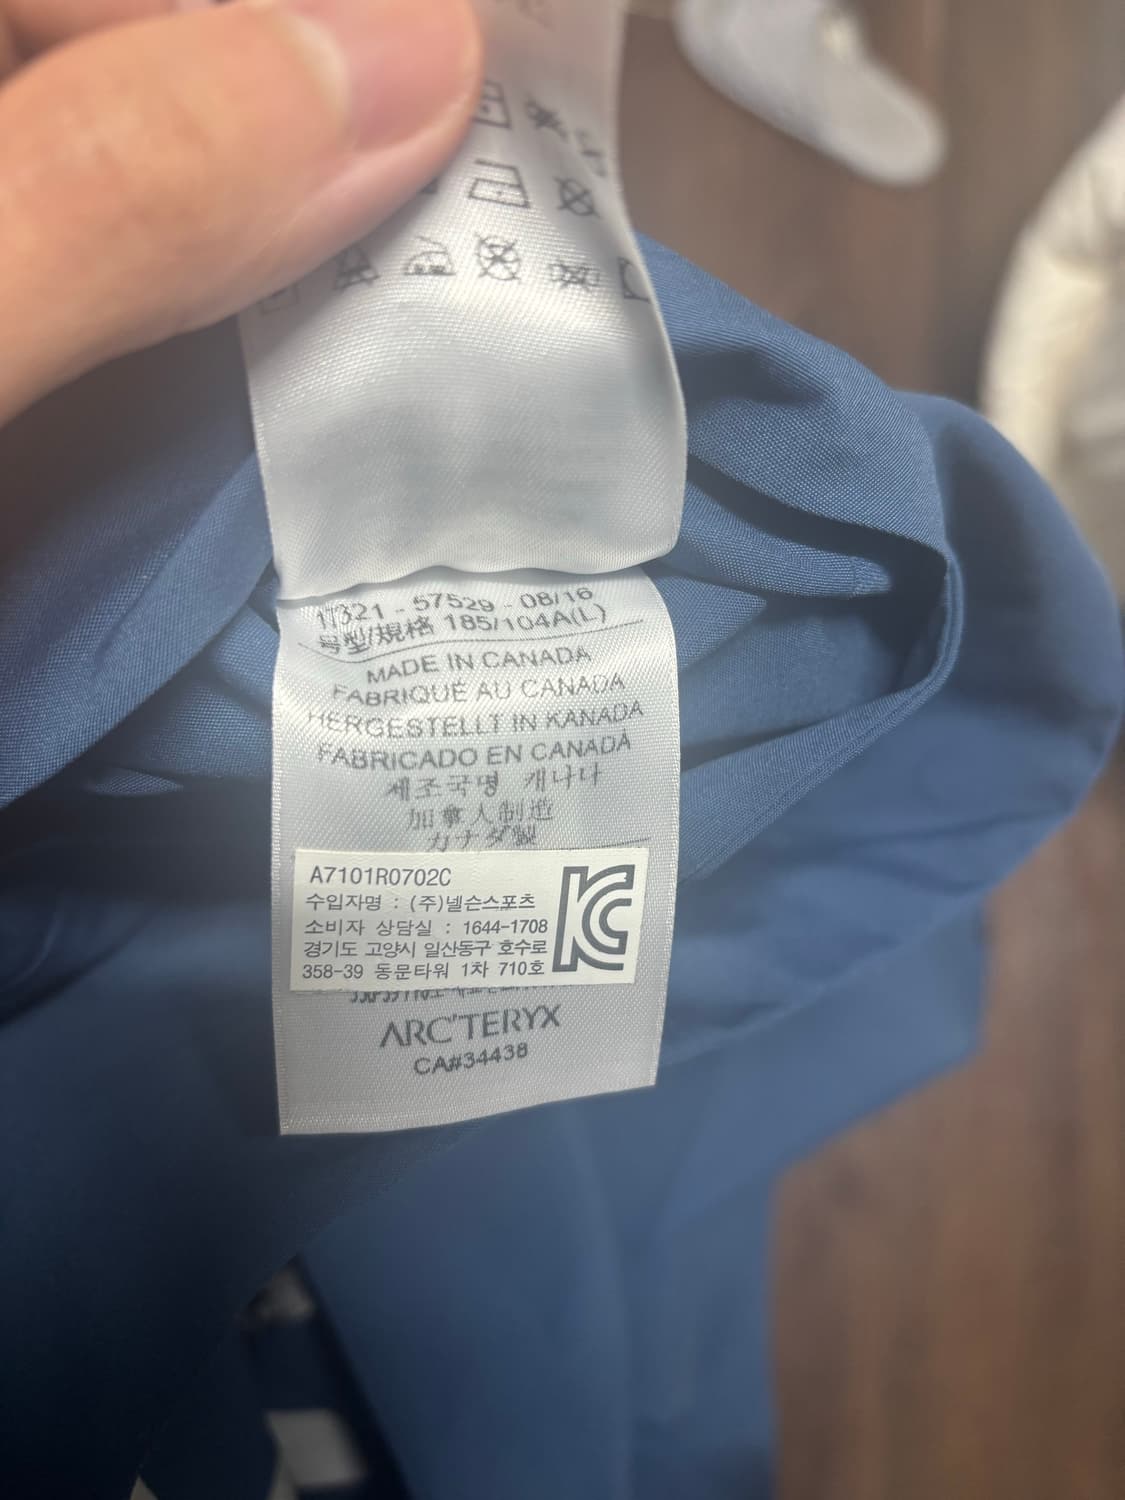 17321 - 57529 - 08/16
号型/規格 185/104A(L)
MADE IN CANADA
FABRIQUÉ AU CANADA
HERGESTELLT IN KANADA
FABRICADO EN CANADÁ
제조국명 캐나다
加拿大制造
カナダ製
A7101R0702C
수입자명 : (주)넬슨스포츠
소비자 상담실 : 1644-1708
경기도 고양시 일산동구 호수로
358-39 동문타워 1차 710호
KC
ARC'TERYX
CA#34438